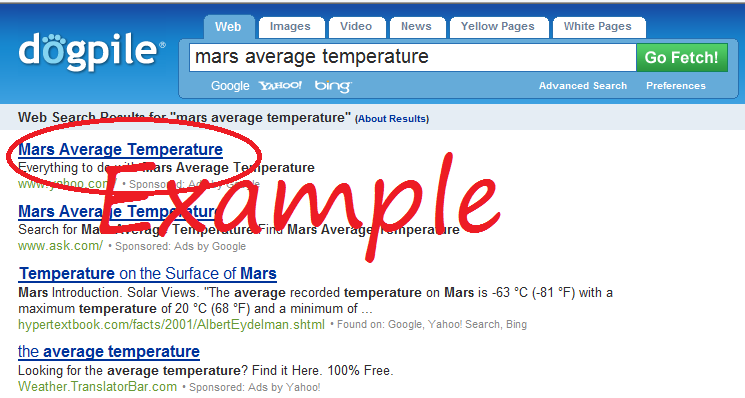 Web Images Video News Yellow Pages White Pages
dogpile®
mars average temperature Go Fetch!
Google YAHOO! bing Advanced Search Preferences
Web Search Results for "mars average temperature" (About Results)
Mars Average Temperature
Everything to do with Mars Average Temperature
www.yahoo.com • Sponsored: Ads by Google
Example
Mars Average Temperature
Search for Mars Average Temperature Find Mars Average Temperature
www.ask.com/ • Sponsored: Ads by Google
Temperature on the Surface of Mars
Mars Introduction. Solar Views. "The average recorded temperature on Mars is -63 °C (-81 °F) with a
maximum temperature of 20 °C (68 °F) and a minimum of ...
hypertextbook.com/facts/2001/AlbertEydelman.shtml • Found on: Google, Yahoo! Search, Bing
the average temperature
Looking for the average temperature? Find it Here. 100% Free.
Weather.TranslatorBar.com • Sponsored: Ads by Yahoo!